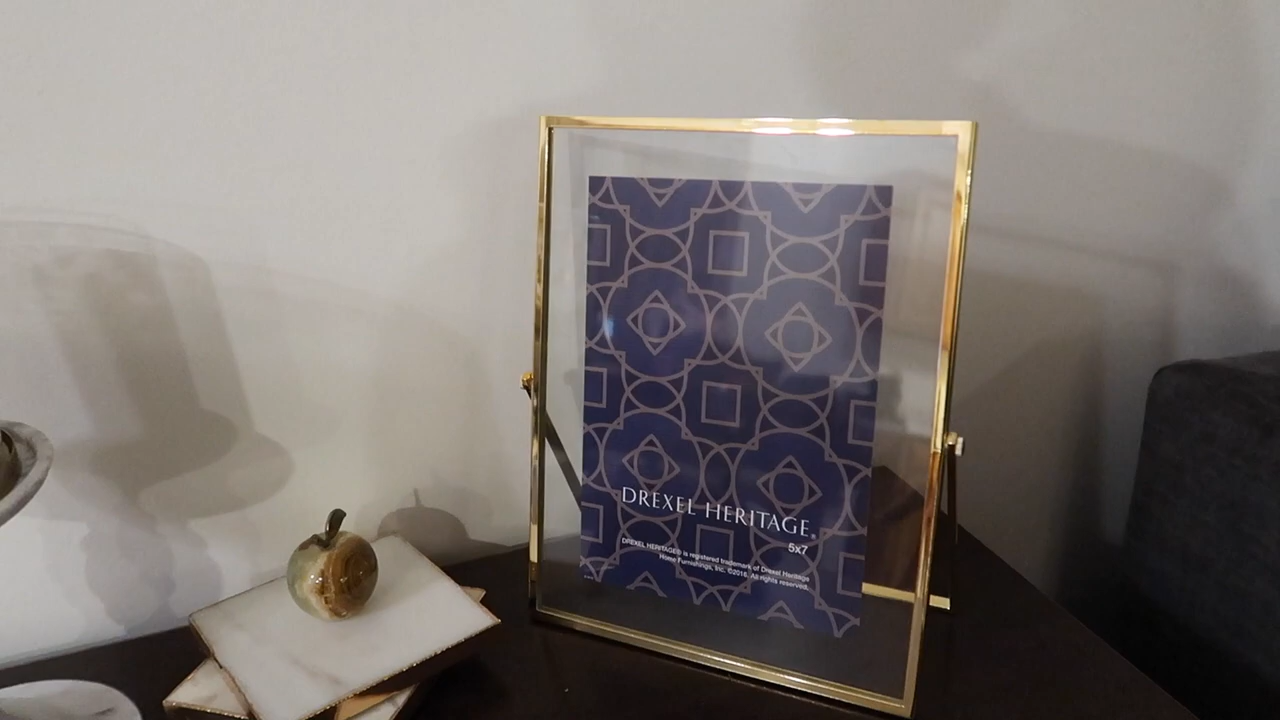 DREXEL HERITAGE®
5x7
DREXEL HERITAGE® is registered trademark of Drexel Heritage
Home Furnishings, Inc. ©2016. All rights reserved.